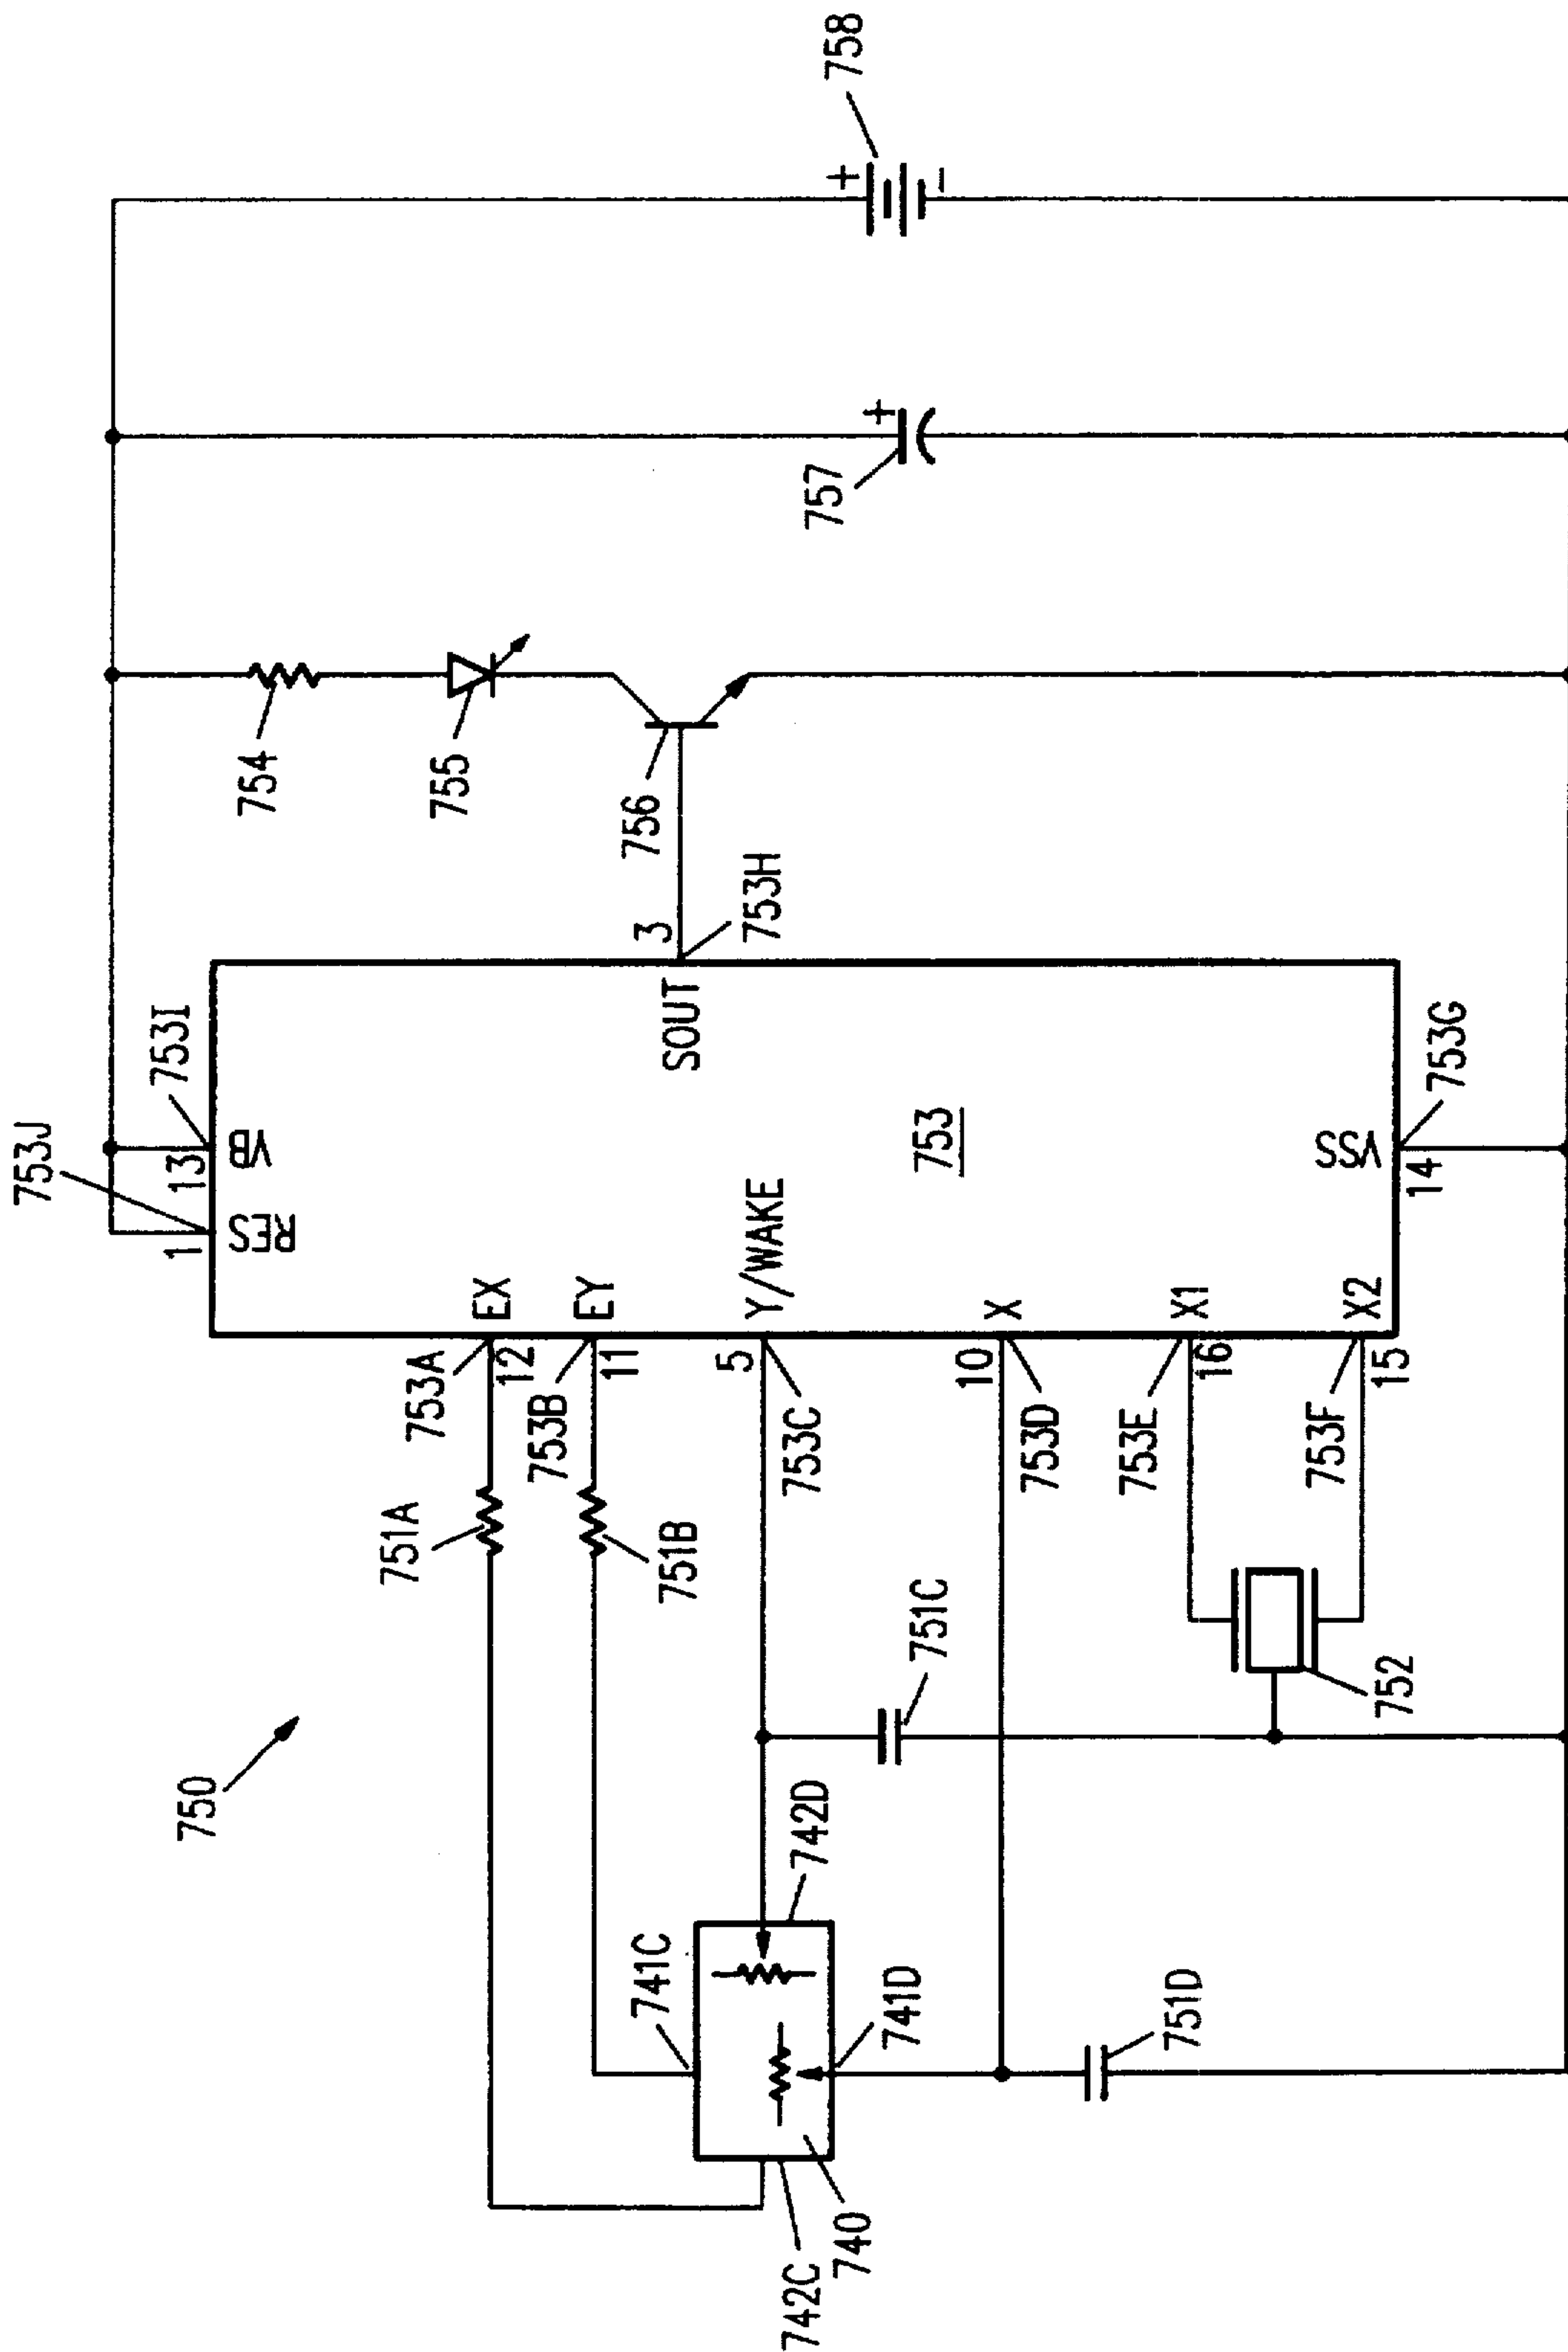 750
753J
753I
1
13
RES
VB
753A
12
EX
751A
753B
11
EY
751B
754
755
756
3
753H
SOUT
5
Y/WAKE
753C
741C
742D
751C
757
+
758
+
-
742C
740
741D
10
X
753D
753
753E
16
X1
751D
752
753F
15
X2
VSS
14
753G